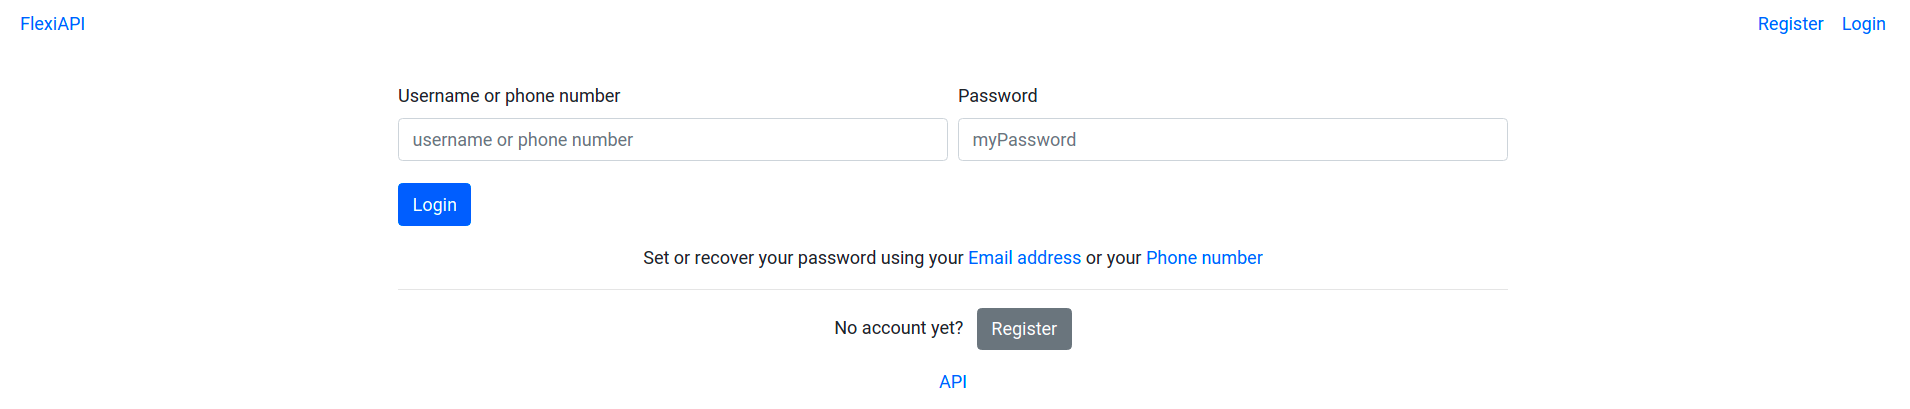 FlexiAPI Register Login
Username or phone number Password
username or phone number myPassword
Login
Set or recover your password using your Email address or your Phone number
No account yet? Register
API